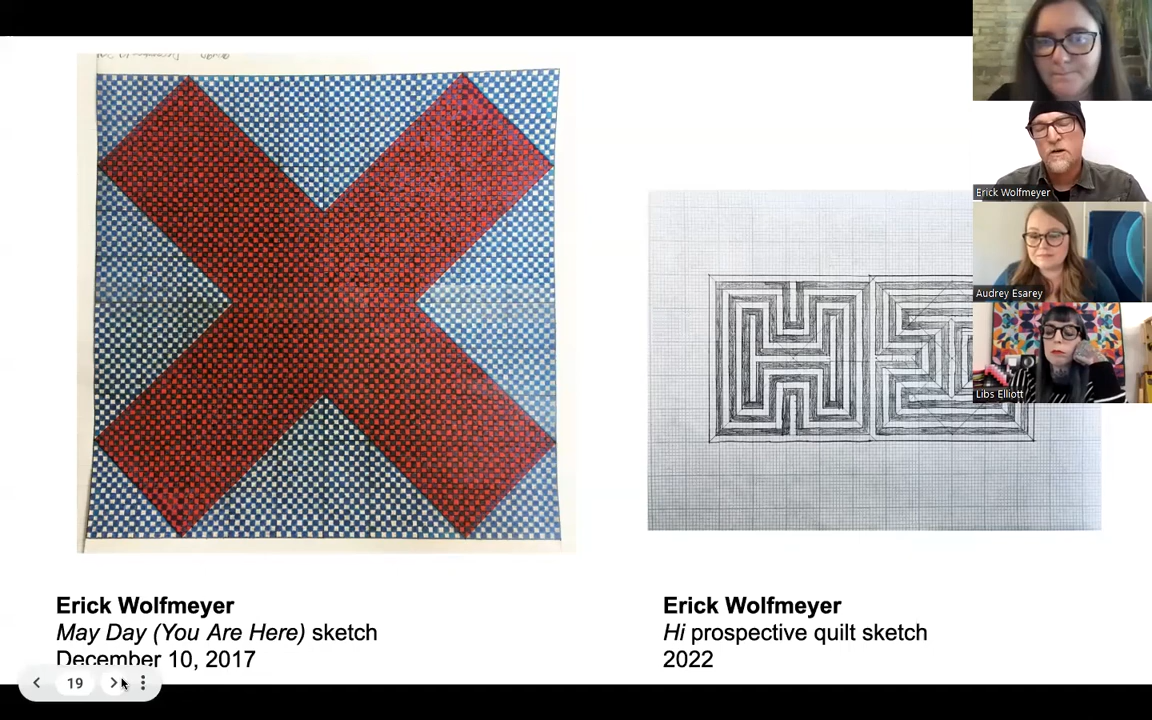 Erick Wolfmeyer
Audrey Esarey
Libs Elliott
Erick Wolfmeyer
May Day (You Are Here) sketch
December 10, 2017
Erick Wolfmeyer
Hi prospective quilt sketch
2022
19